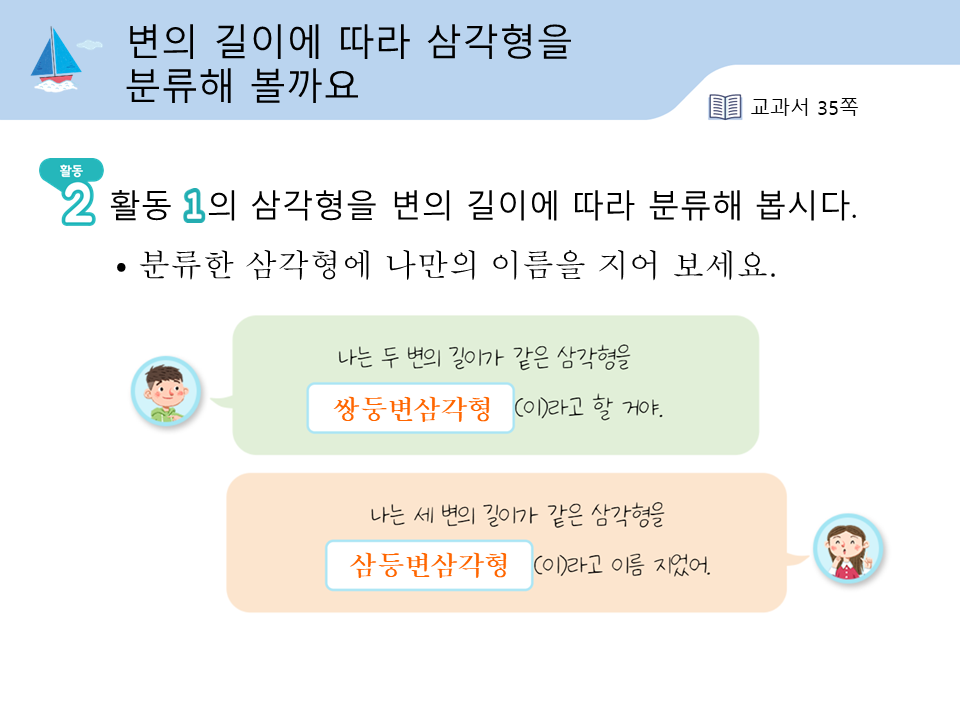 변의 길이에 따라 삼각형을
분류해 볼까요
교과서 35쪽
활동
2 활동 1의 삼각형을 변의 길이에 따라 분류해 봅시다.
• 분류한 삼각형에 나만의 이름을 지어 보세요.
나는 두 변의 길이가 같은 삼각형을
쌍둥변삼각형 (이)라고 할 거야.
나는 세 변의 길이가 같은 삼각형을
삼등변삼각형 (이)라고 이름 지었어.